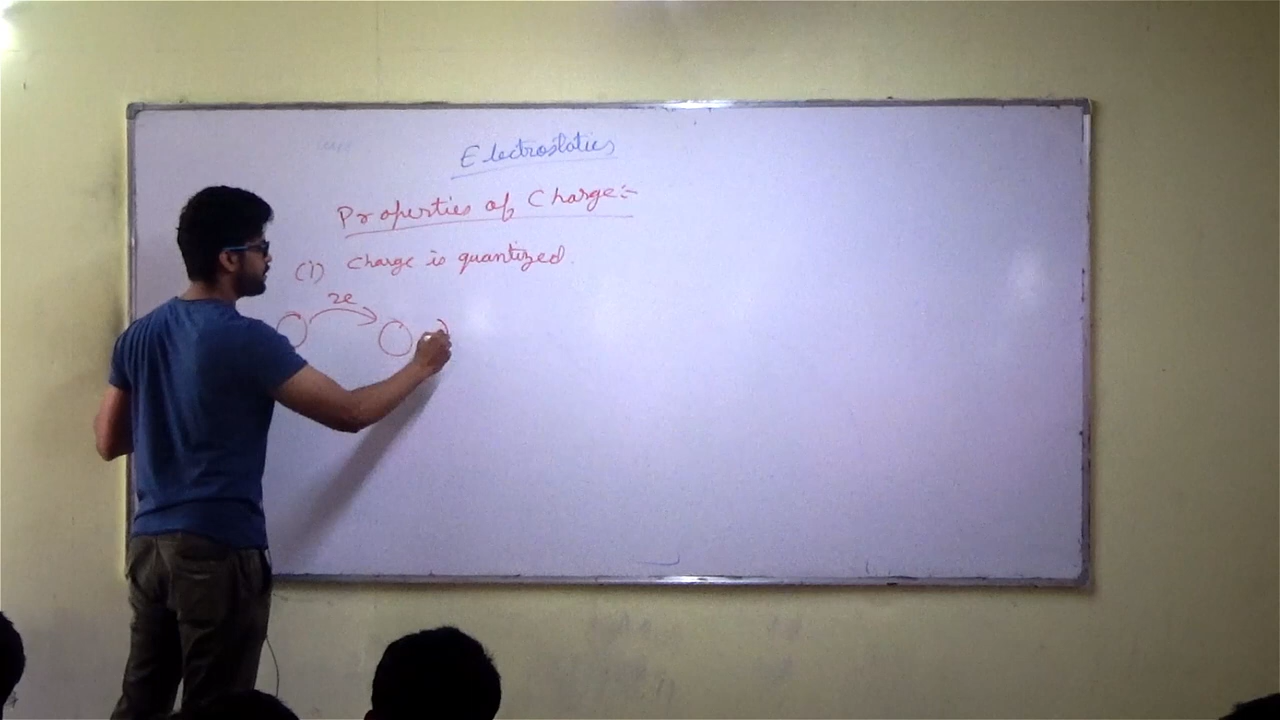 Electrostatics
Properties of Charge:-
(i) Charge is quantized.
2e